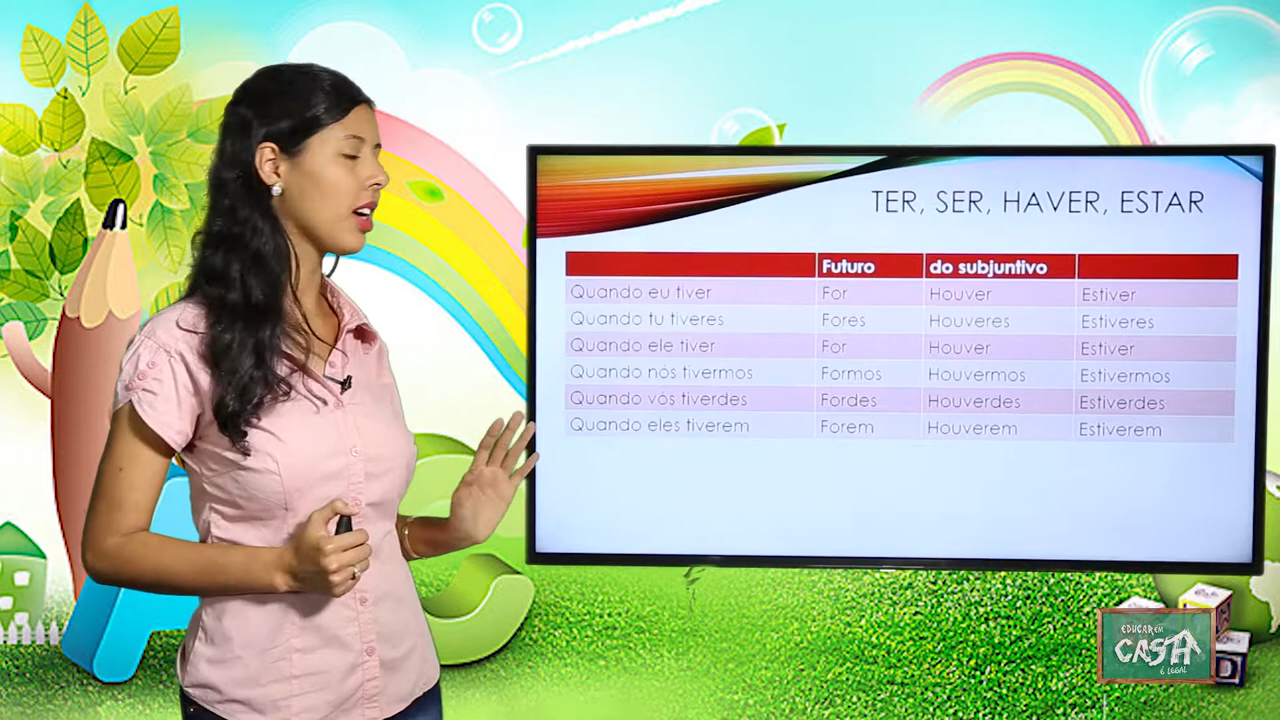 TER, SER, HAVER, ESTAR
Futuro do subjuntivo
Quando eu tiver For Houver Estiver
Quando tu tiveres Fores Houveres Estiveres
Quando ele tiver For Houver Estiver
Quando nós tivermos Formos Houvermos Estivermos
Quando vós tiverdes Fordes Houverdes Estiverdes
Quando eles tiverem Forem Houverem Estiverem
EDUCAR EM
CASA
É LEGAL